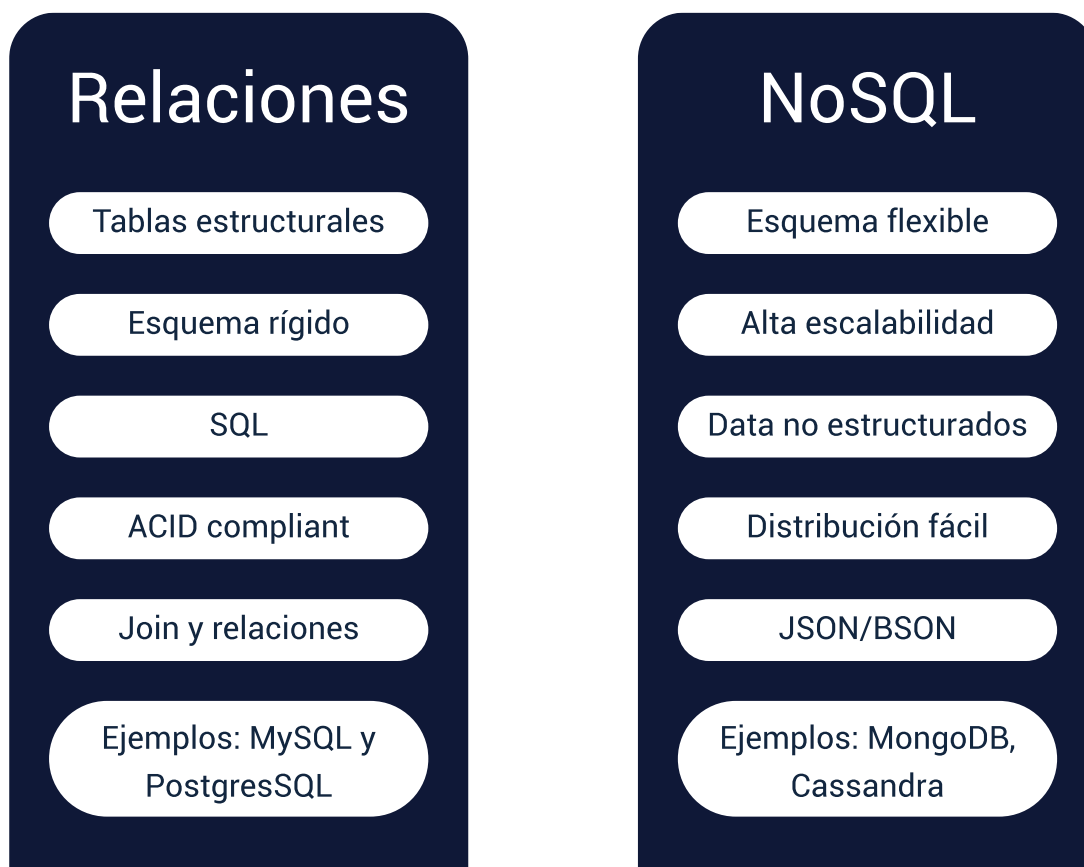 Relaciones
Tablas estructurales
Esquema rígido
SQL
ACID compliant
Join y relaciones
Ejemplos: MySQL y
PostgresSQL
NoSQL
Esquema flexible
Alta escalabilidad
Data no estructurados
Distribución fácil
JSON/BSON
Ejemplos: MongoDB,
Cassandra